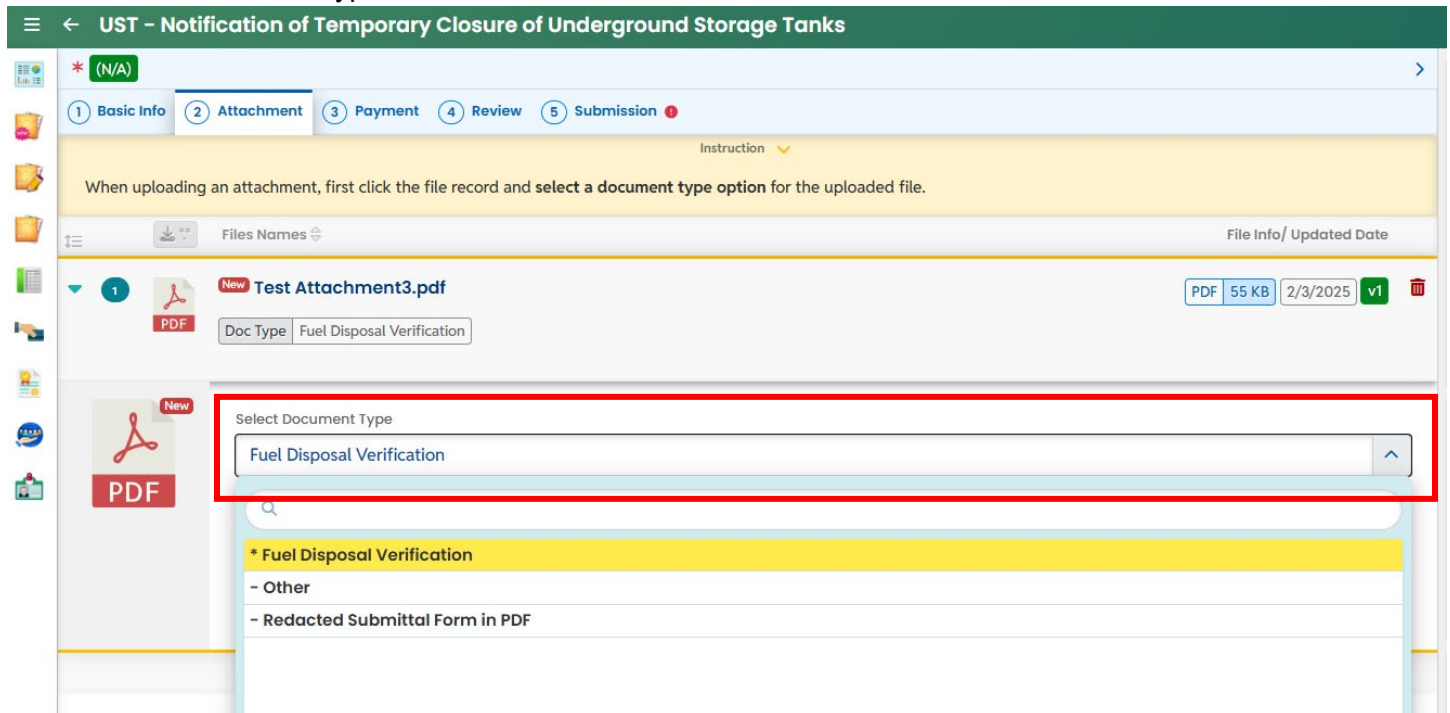 ≡ ← UST – Notification of Temporary Closure of Underground Storage Tanks
* (N/A) >
1 Basic Info 2 Attachment 3 Payment 4 Review 5 Submission
Instruction
When uploading an attachment, first click the file record and select a document type option for the uploaded file.
Files Names File Info/ Updated Date
1 PDF New Test Attachment3.pdf PDF 55 KB 2/3/2025 v1
Doc Type Fuel Disposal Verification
New
PDF
Select Document Type
Fuel Disposal Verification
* Fuel Disposal Verification
- Other
- Redacted Submittal Form in PDF